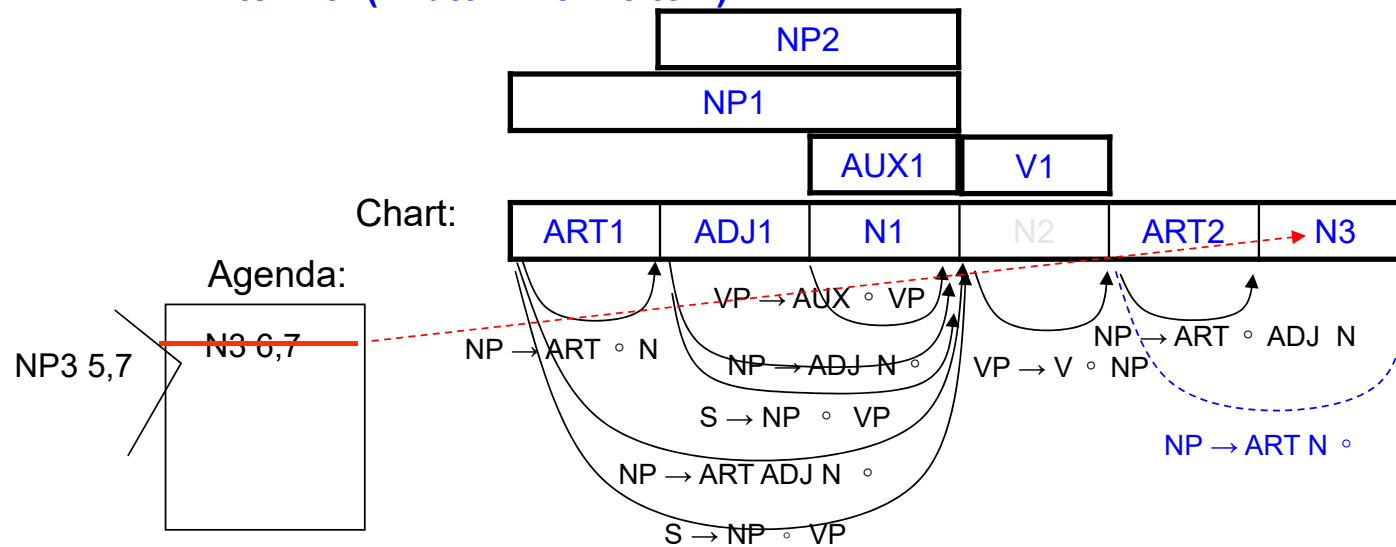 NP2
NP1
AUX1 V1
Chart:
ART1 ADJ1 N1 N2 ART2 N3
Agenda:
N3 6,7
NP3 5,7
VP → AUX ° VP
NP → ART ° N
NP → ADJ N °
VP → V ° NP
NP → ART ° ADJ N
S → NP ° VP
NP → ART N °
NP → ART ADJ N °
S → NP ° VP